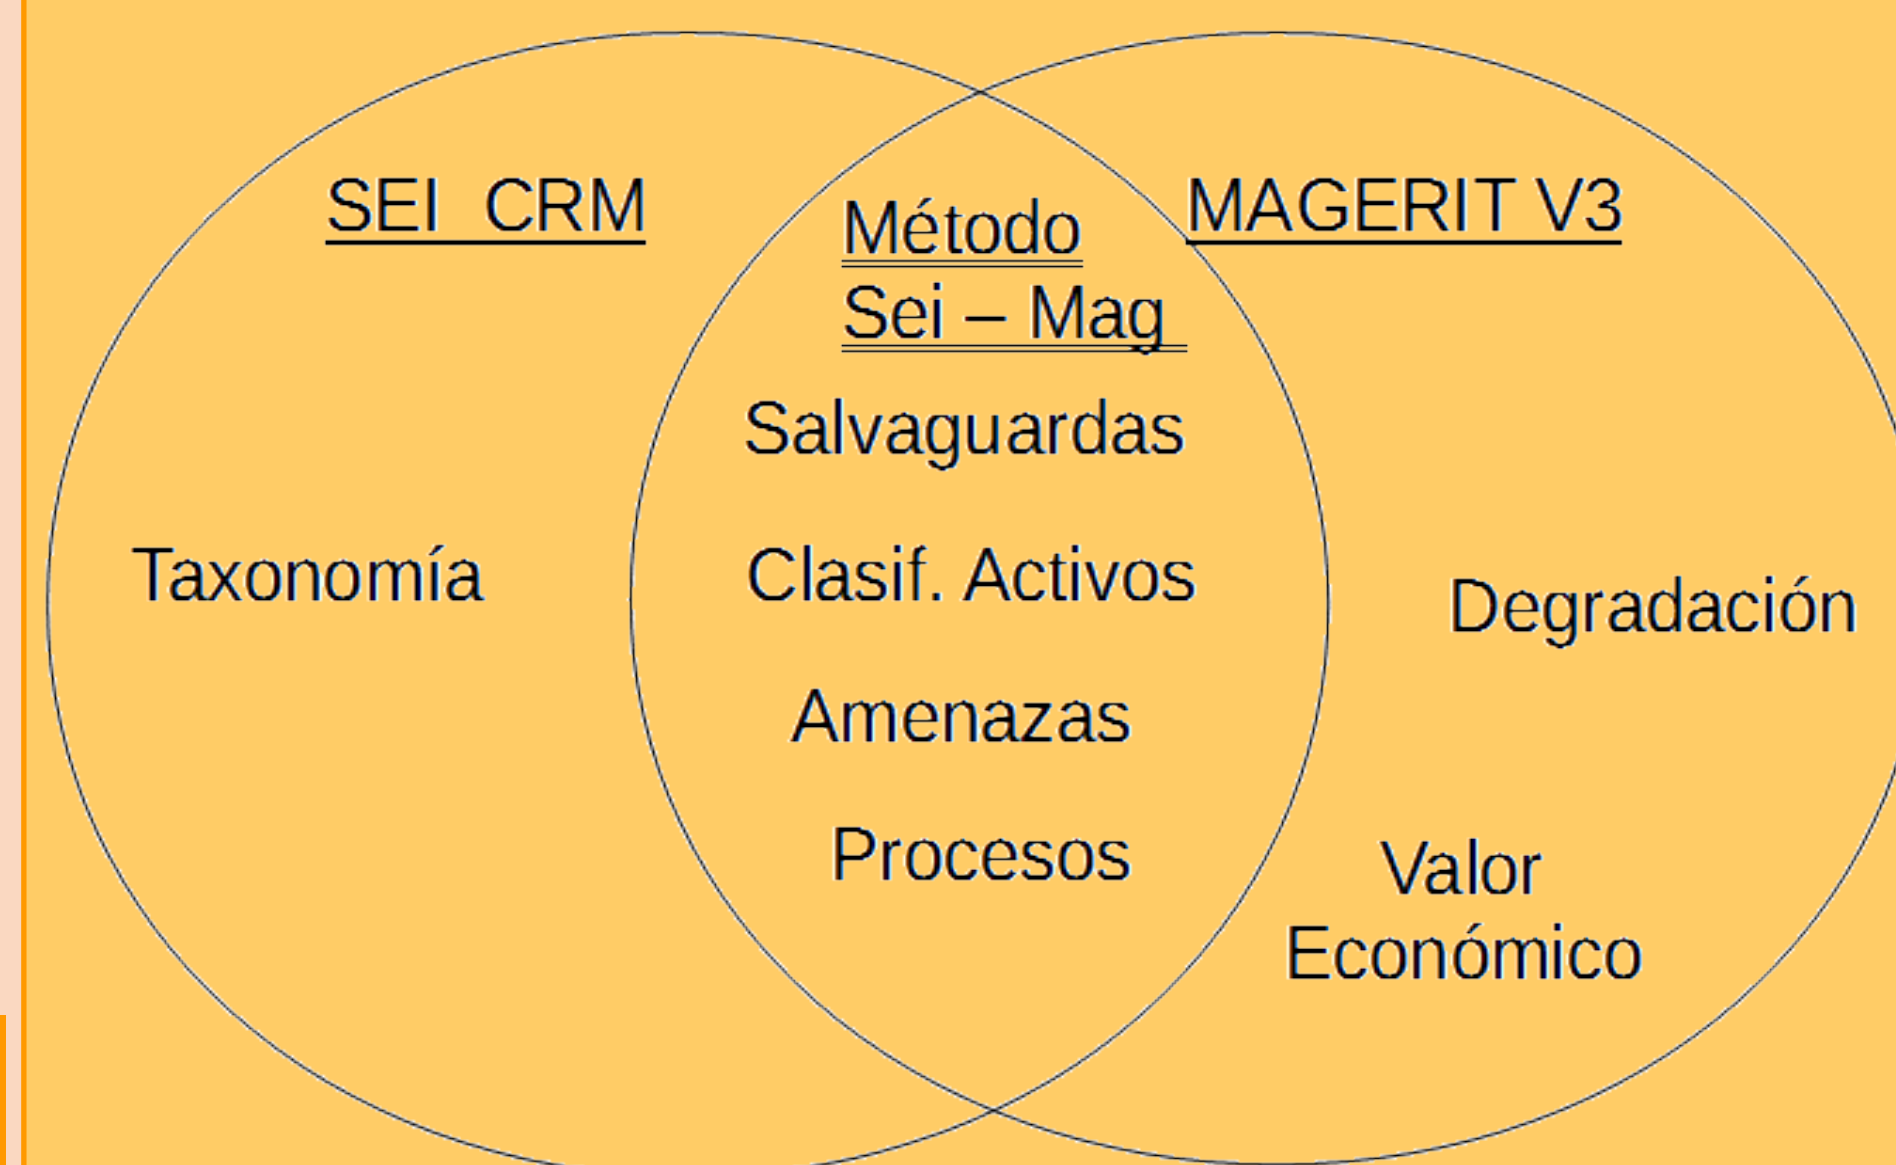 SEI CRM
Taxonomía
Método
Sei – Mag
Salvaguardas
Clasif. Activos
Amenazas
Procesos
MAGERIT V3
Degradación
Valor
Económico